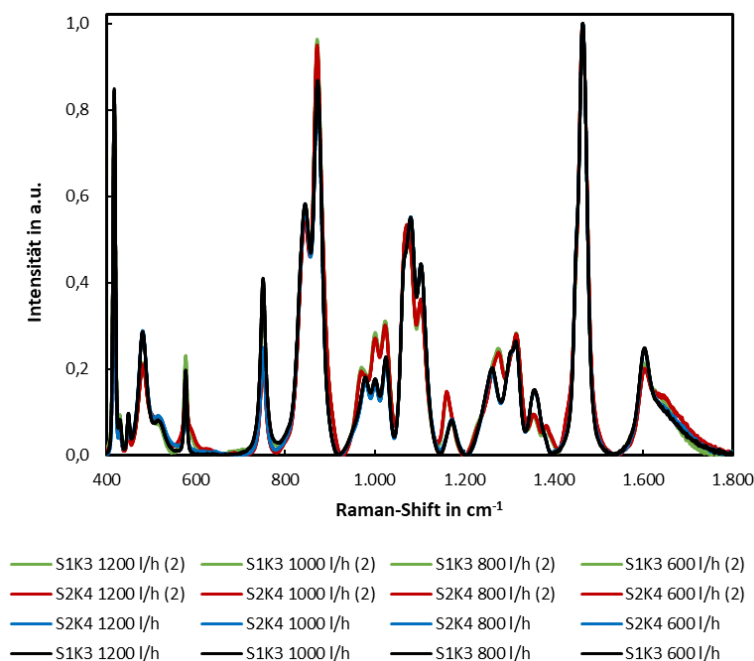 1,0
0,8
0,6
0,4
0,2
0,0
Intensität in a.u.
400 600 800 1.000 1.200 1.400 1.600 1.800
Raman-Shift in cm⁻¹
S1K3 1200 l/h (2) S1K3 1000 l/h (2) S1K3 800 l/h (2) S1K3 600 l/h (2)
S2K4 1200 l/h (2) S2K4 1000 l/h (2) S2K4 800 l/h (2) S2K4 600 l/h (2)
S2K4 1200 l/h S2K4 1000 l/h S2K4 800 l/h S2K4 600 l/h
S1K3 1200 l/h S1K3 1000 l/h S1K3 800 l/h S1K3 600 l/h